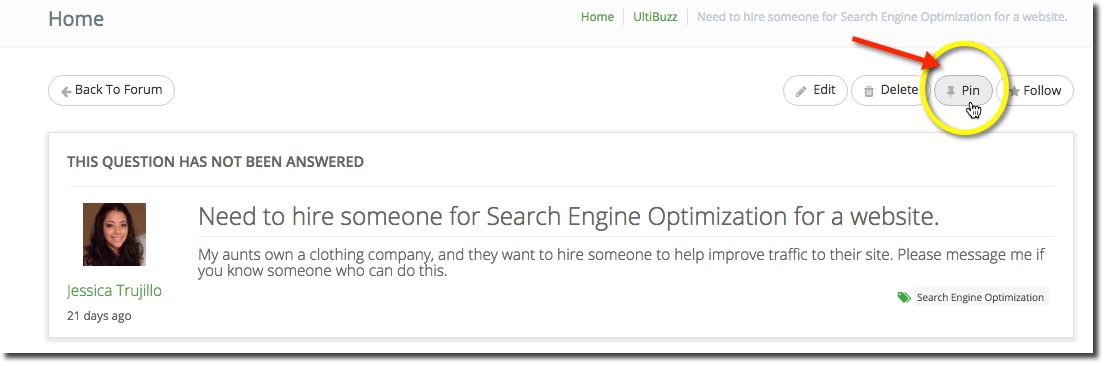 Home
Home UltiBuzz Need to hire someone for Search Engine Optimization for a website.
Back To Forum Edit Delete Pin Follow
THIS QUESTION HAS NOT BEEN ANSWERED
Need to hire someone for Search Engine Optimization for a website.
My aunts own a clothing company, and they want to hire someone to help improve traffic to their site. Please message me if
you know someone who can do this.
Jessica Trujillo
Search Engine Optimization
21 days ago